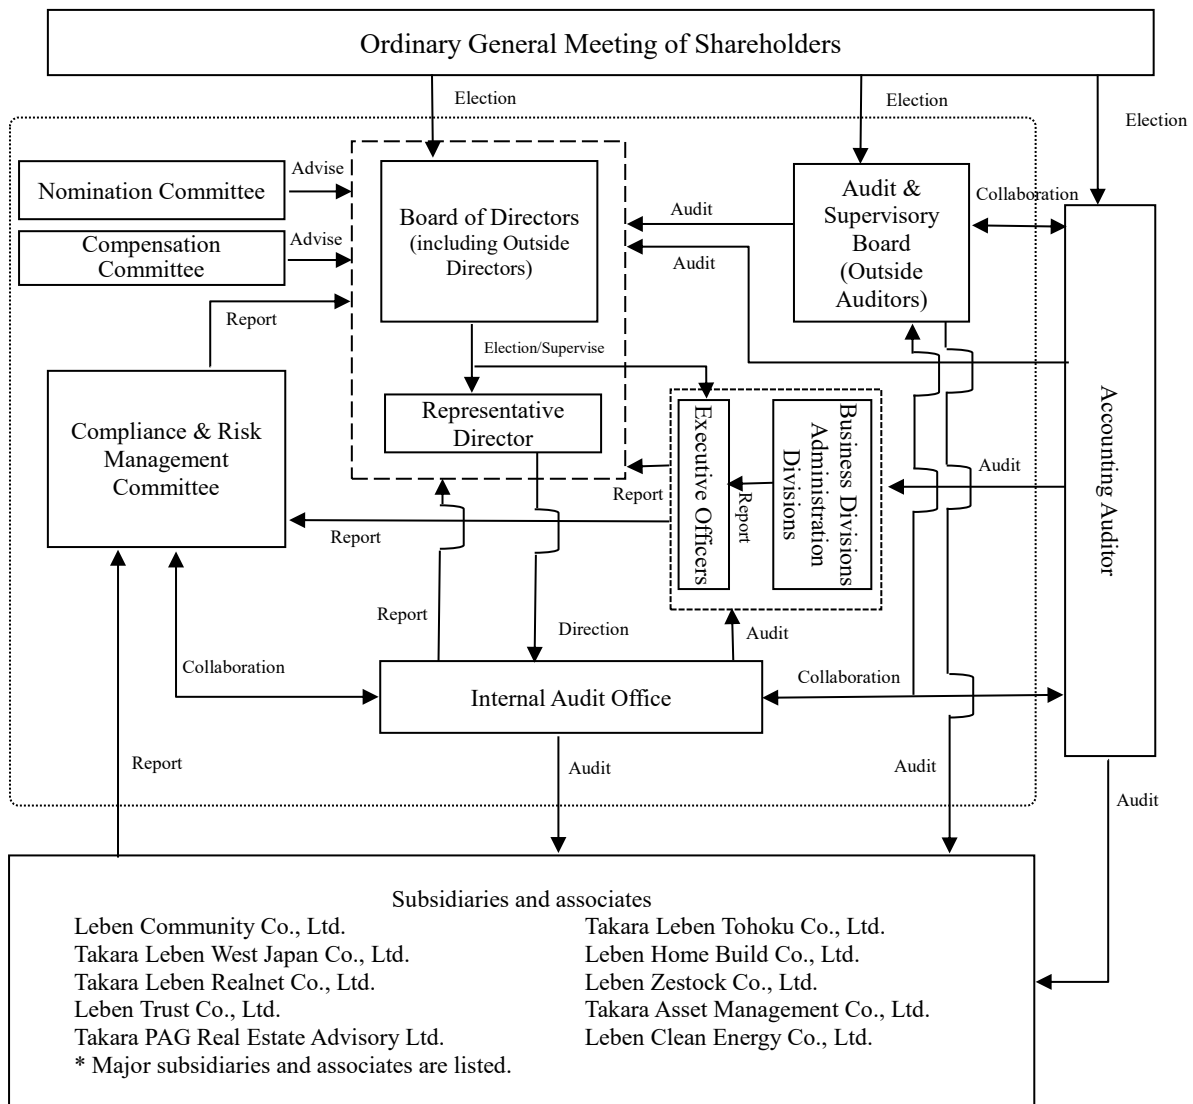 Ordinary General Meeting of Shareholders
Election
Election
Election
Nomination Committee
Advise
Compensation
Committee
Advise
Report
Board of Directors
(including Outside
Directors)
Audit
Audit
Audit &
Supervisory
Board
(Outside
Auditors)
Collaboration
Election/Supervise
Representative
Director
Compliance & Risk
Management
Committee
Executive Officers
Report
Business Divisions
Administration
Divisions
Audit
Accounting Auditor
Report
Report
Report
Direction
Audit
Collaboration
Internal Audit Office
Collaboration
Report
Audit
Audit
Audit
Subsidiaries and associates
Leben Community Co., Ltd.
Takara Leben Tohoku Co., Ltd.
Takara Leben West Japan Co., Ltd.
Leben Home Build Co., Ltd.
Takara Leben Realnet Co., Ltd.
Leben Zestock Co., Ltd.
Leben Trust Co., Ltd.
Takara Asset Management Co., Ltd.
Takara PAG Real Estate Advisory Ltd.
Leben Clean Energy Co., Ltd.
* Major subsidiaries and associates are listed.